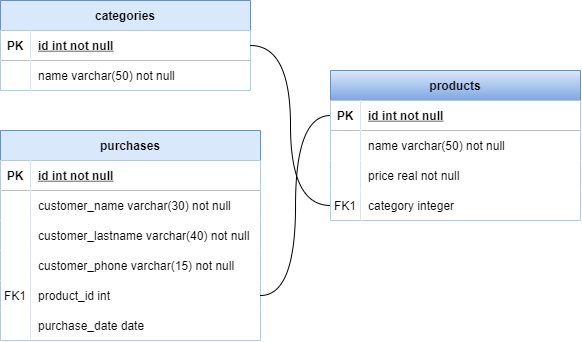 categories
PK id int not null
name varchar(50) not null
purchases
PK id int not null
customer_name varchar(30) not null
customer_lastname varchar(40) not null
customer_phone varchar(15) not null
FK1 product_id int
purchase_date date
products
PK id int not null
name varchar(50) not null
price real not null
FK1 category integer